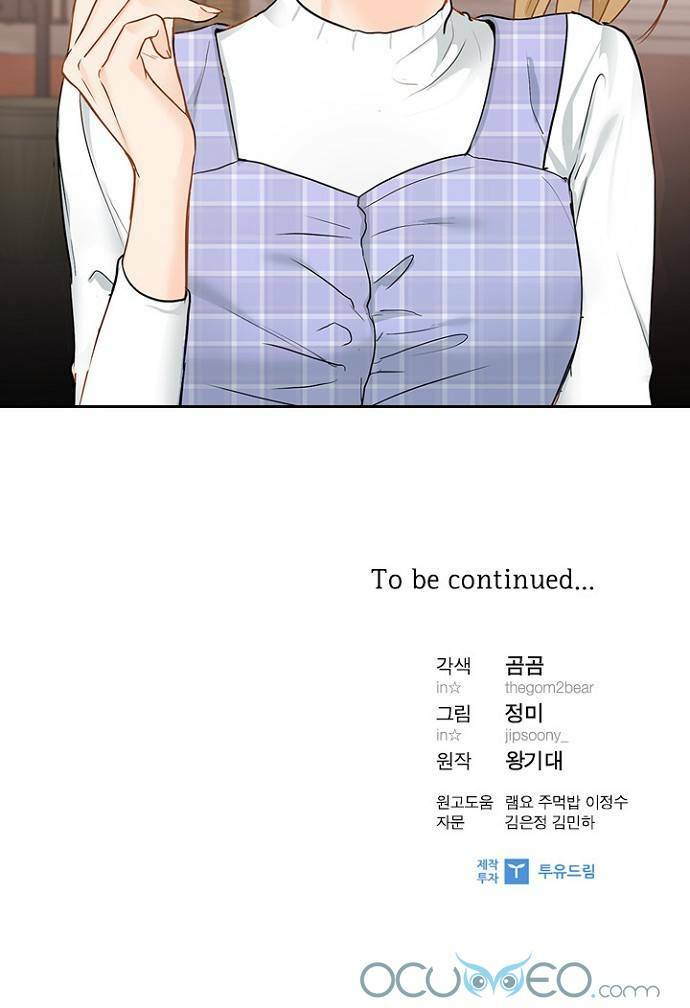 To be continued...
각색 곰곰
in☆ thegom2bear
그림 정미
in☆ jipsoony_
원작 왕기대
원고도움 램요 주먹밥 이정수
자문 김은정 김민하
제작
투자 투유드림
OCUMEO.com